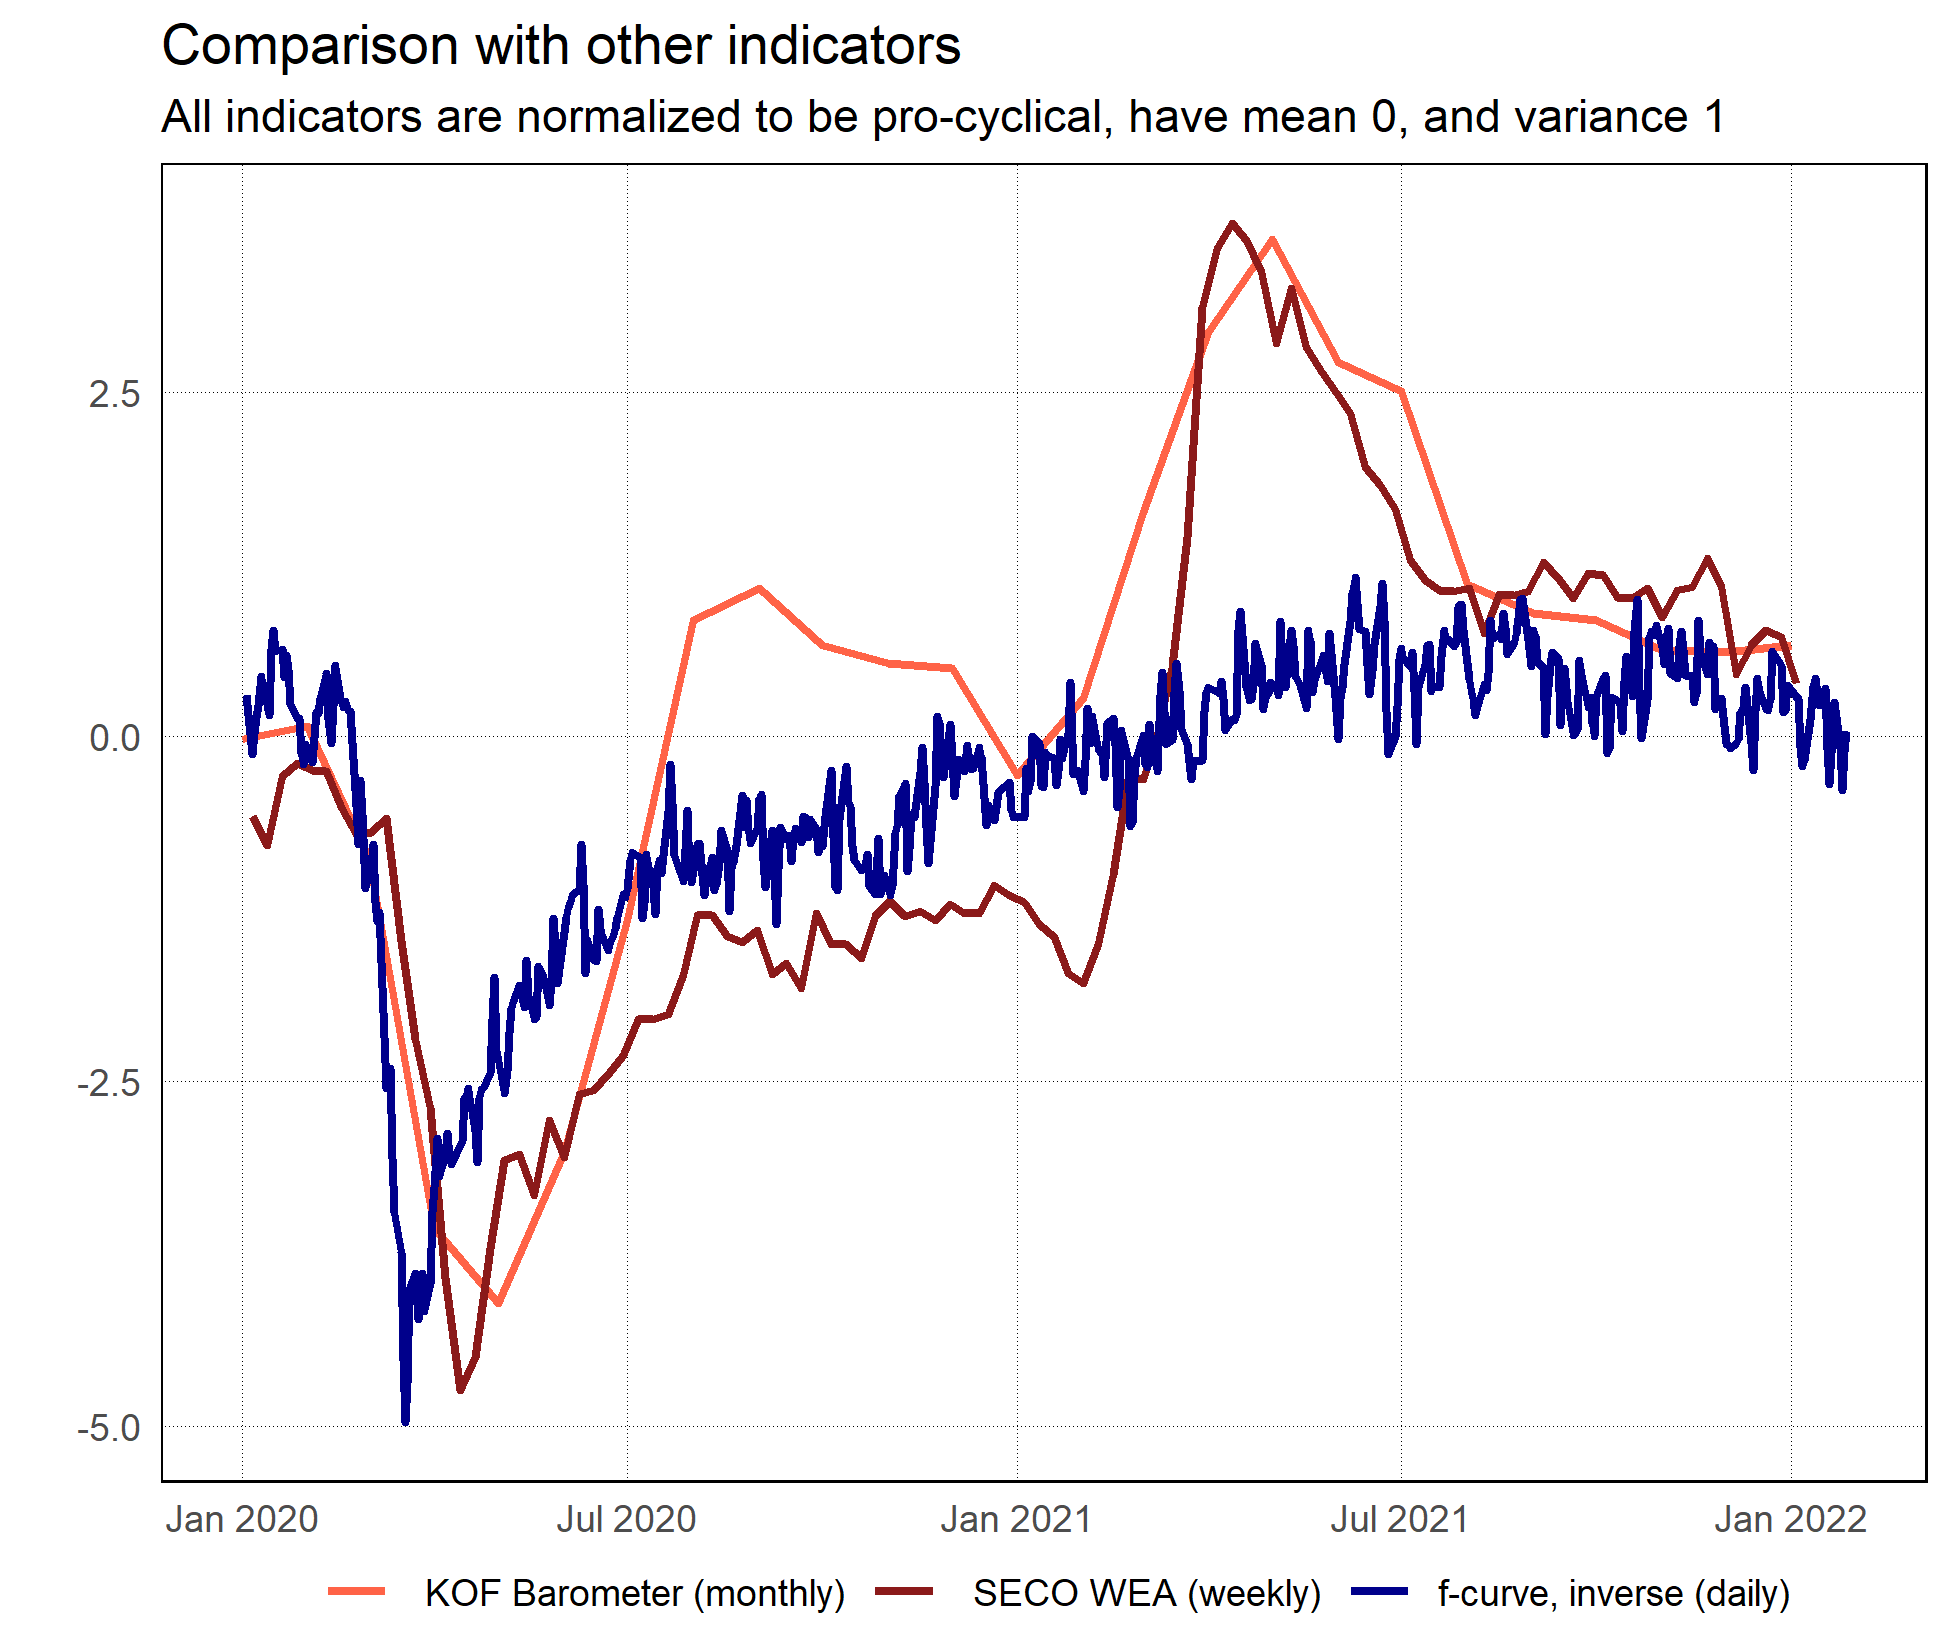 Comparison with other indicators
All indicators are normalized to be pro-cyclical, have mean 0, and variance 1
2.5
0.0
-2.5
-5.0
Jan 2020 Jul 2020 Jan 2021 Jul 2021 Jan 2022
KOF Barometer (monthly) SECO WEA (weekly) f-curve, inverse (daily)